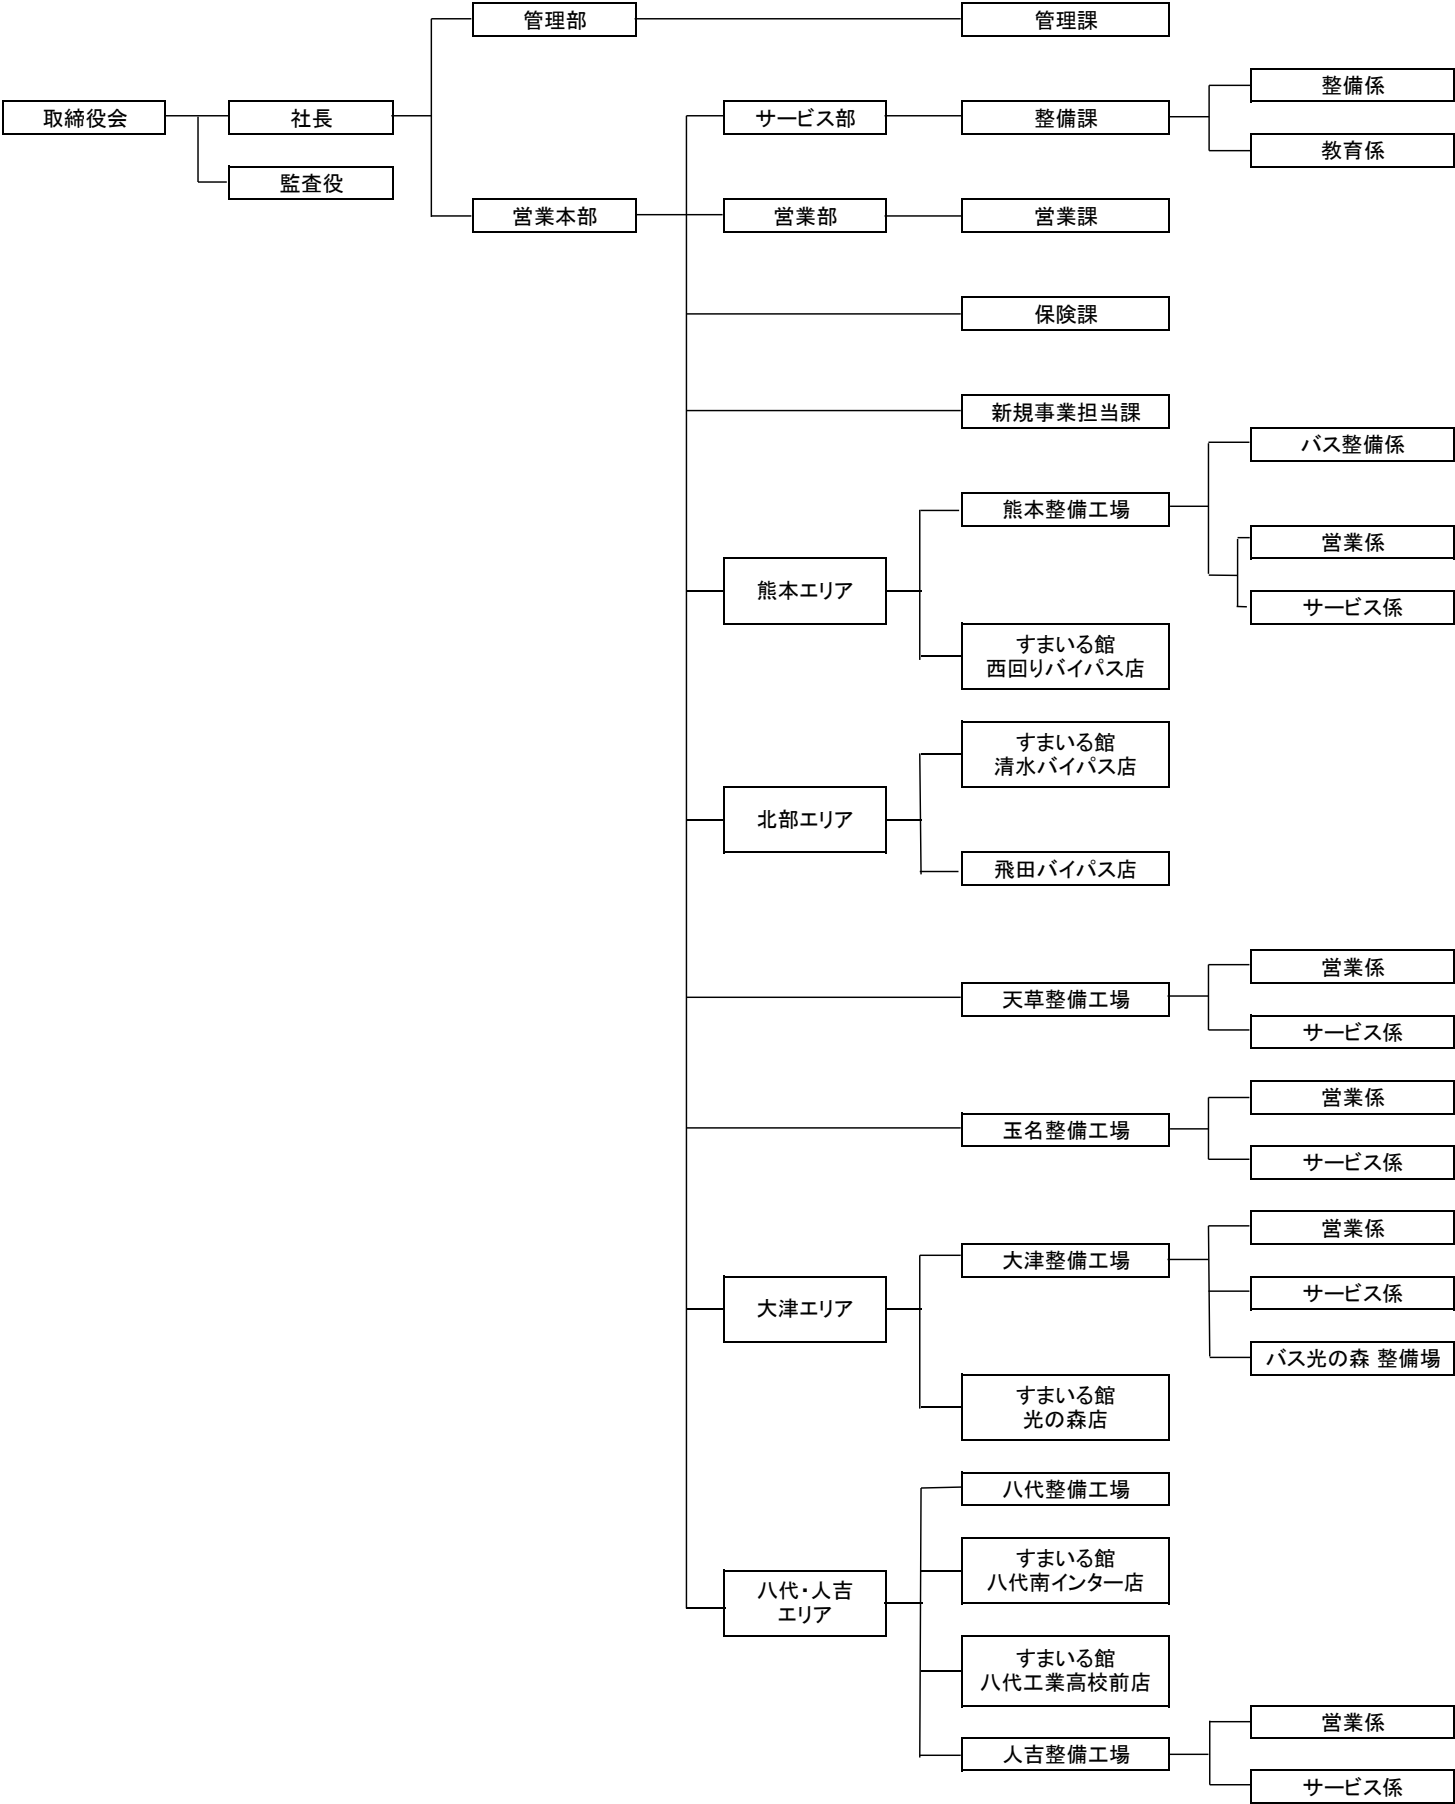 管理部
管理課
整備係
取締役会
社長
サービス部
整備課
教育係
監査役
営業本部
営業部
営業課
保険課
新規事業担当課
バス整備係
熊本整備工場
営業係
熊本エリア
サービス係
すまいる館
西回りバイパス店
すまいる館
清水バイパス店
北部エリア
飛田バイパス店
営業係
天草整備工場
サービス係
営業係
玉名整備工場
サービス係
営業係
大津整備工場
サービス係
大津エリア
バス光の森 整備場
すまいる館
光の森店
八代整備工場
すまいる館
八代南インター店
八代・人吉
エリア
すまいる館
八代工業高校前店
営業係
人吉整備工場
サービス係